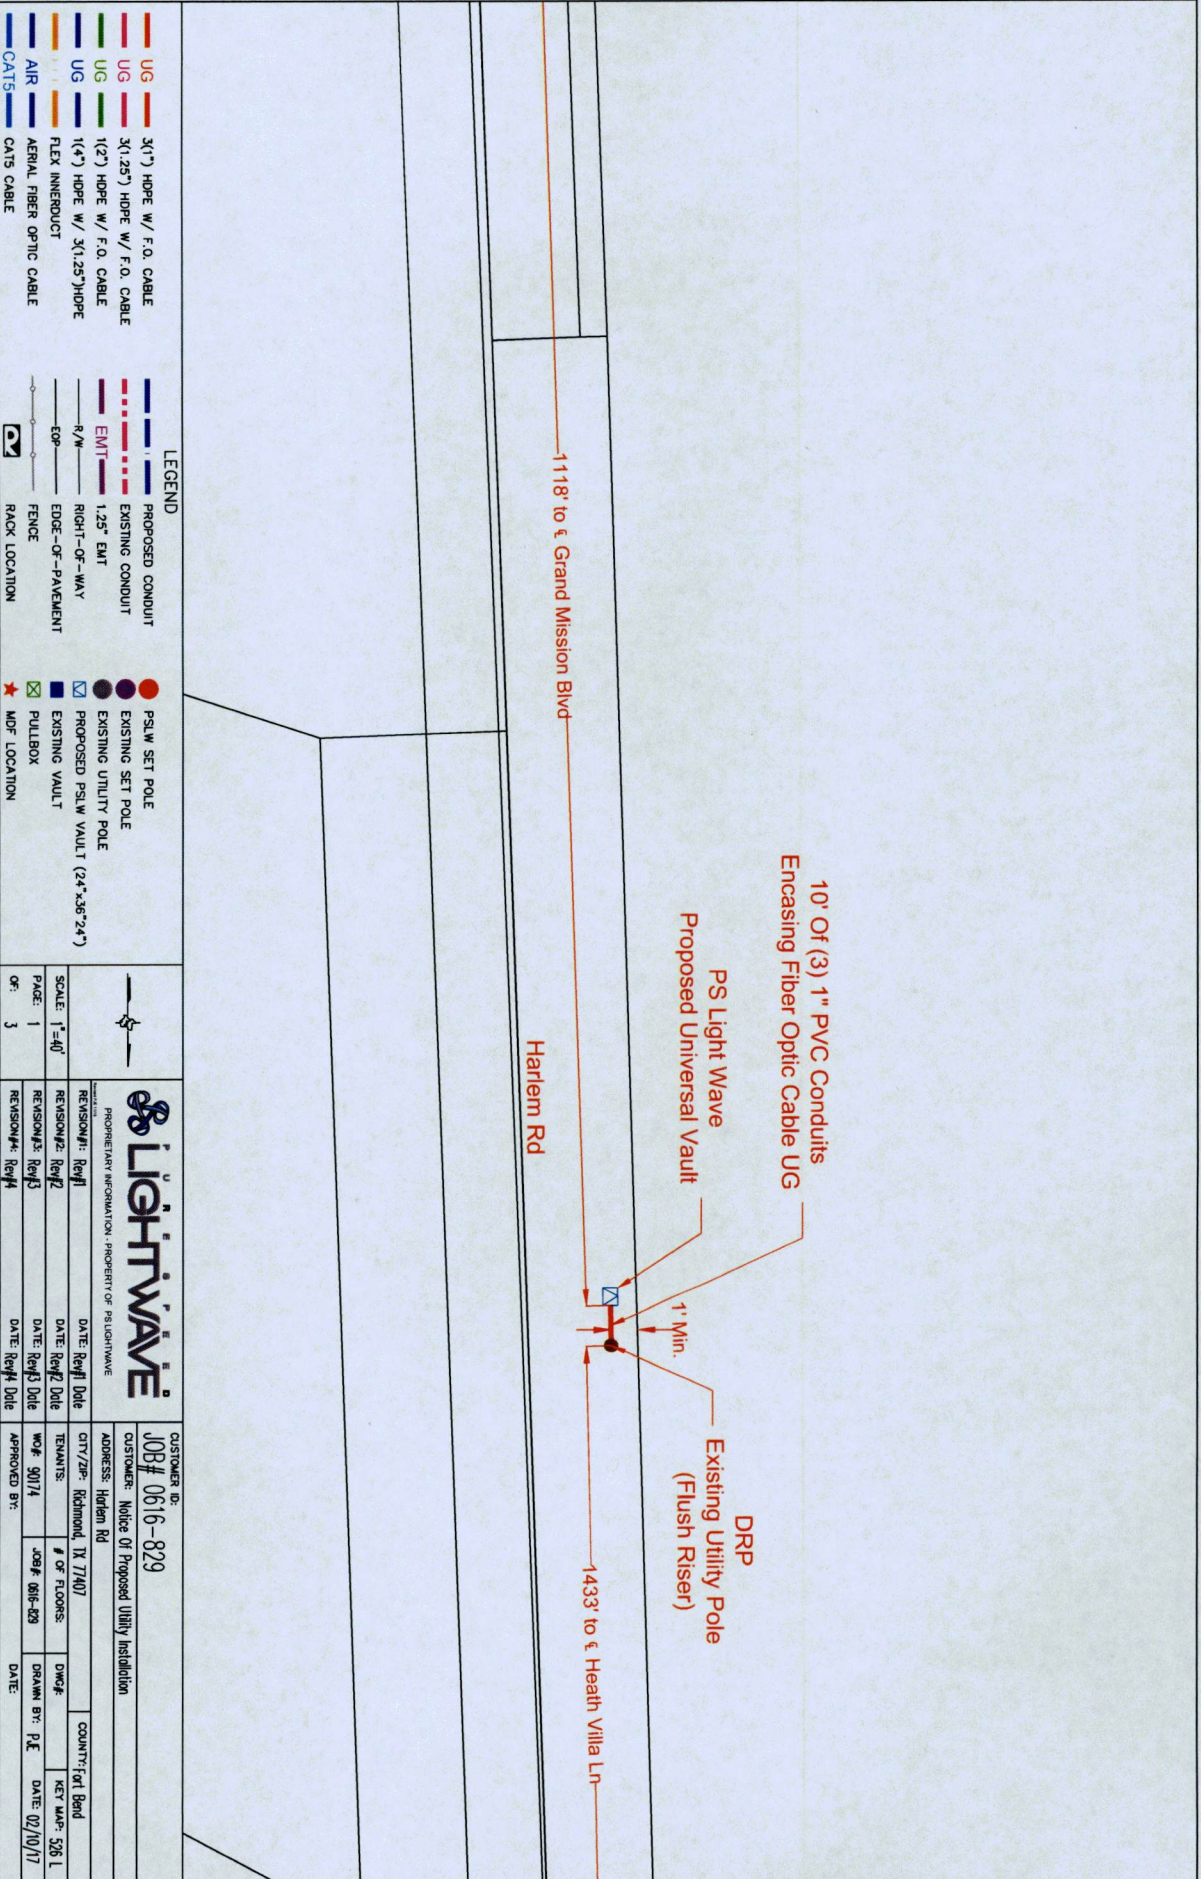 10' Of (3) 1" PVC Conduits
Encasing Fiber Optic Cable UG
PS Light Wave
Proposed Universal Vault
1' Min.
DRP
Existing Utility Pole
(Flush Riser)
1118' to ℄ Grand Mission Blvd
1433' to ℄ Heath Villa Ln
Harlem Rd
LEGEND
UG 3(1") HDPE W/ F.O. CABLE
UG 3(1.25") HDPE W/ F.O. CABLE
UG 1(2") HDPE W/ F.O. CABLE
UG 1(4") HDPE W/ 3(1.25")HDPE
FLEX INNERDUCT
AIR AERIAL FIBER OPTIC CABLE
CAT5 CAT5 CABLE
PROPOSED CONDUIT
EXISTING CONDUIT
EMT 1.25" EMT
R/W RIGHT-OF-WAY
EOP EDGE-OF-PAVEMENT
FENCE
RACK LOCATION
PSLW SET POLE
EXISTING SET POLE
EXISTING UTILITY POLE
PROPOSED PSLW VAULT (24"x36"24")
EXISTING VAULT
PULLBOX
MDF LOCATION
SCALE: 1"=40'
PAGE: 1
OF: 3
PURE SPEED
PS LIGHTWAVE
PROPRIETARY INFORMATION - PROPERTY OF PS LIGHTWAVE
REVISION#1: Rev#1 DATE: Rev#1 Date
REVISION#2: Rev#2 DATE: Rev#2 Date
REVISION#3: Rev#3 DATE: Rev#3 Date
REVISION#4: Rev#4 DATE: Rev#4 Date
CUSTOMER ID:
JOB# 0616-829
CUSTOMER: Notice Of Proposed Utility Installation
ADDRESS: Harlem Rd
CITY/ZIP: Richmond, TX 77407 COUNTY: Fort Bend
TENANTS: # OF FLOORS: DWG#: KEY MAP: 526 L
WO#: 90174 JOB#: 0616-829 DRAWN BY: PJE DATE: 02/10/17
APPROVED BY: DATE: